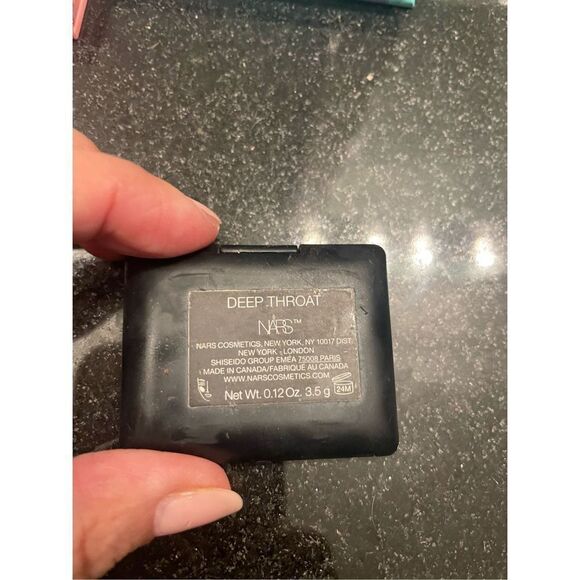 DEEP THROAT
NARS™
NARS COSMETICS, NEW YORK, NY 10017 DIST.
NEW YORK - LONDON
SHISEIDO GROUP EMEA 75008 PARIS
MADE IN CANADA/FABRIQUÉ AU CANADA
WWW.NARSCOSMETICS.COM
Net Wt. 0.12 Oz. 3.5 g
24M